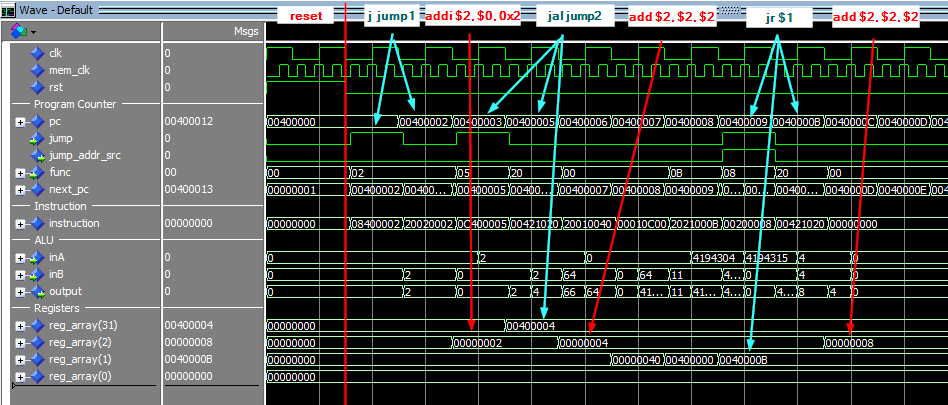 Wave - Default
reset
j jump1
addi $2, $0, 0x2
jal jump2
add $2, $2, $2
jr $1
add $2, $2, $2
Msgs
clk 0
mem_clk 0
rst 0
Program Counter
pc 00400012 00400000 00400002 00400003 00400005 00400006 00400007 00400008 00400009 0040000B 0040000C 0040000D
jump 0
jump_addr_src 0
func 00 00 02 05 20 00 0B 08 20 00
next_pc 00400013 00000001 00400002 00400... 00400005 00400... 00400007 00400008 00400009 0... 00... 00400... 0040000D 0040000E
Instruction
instruction 00000000 00000000 08400002 20020002 0C400005 00421020 20010040 00010C00 2021000B 00200008 00421020 00000000
ALU
inA 0 0 2 0 4194304 4194315 4 0
inB 0 0 2 0 2 64 0 64 11 4... 0 4 0
output 0 0 2 0 2 4 66 64 0 41... 11 41... 4... 0 4... 8 4 0
Registers
reg_array(31) 00400004 00000000 00400004
reg_array(2) 00000008 00000000 00000002 00000004 00000008
reg_array(1) 0040000B 00000000 00000040 00400000 0040000B
reg_array(0) 00000000 00000000